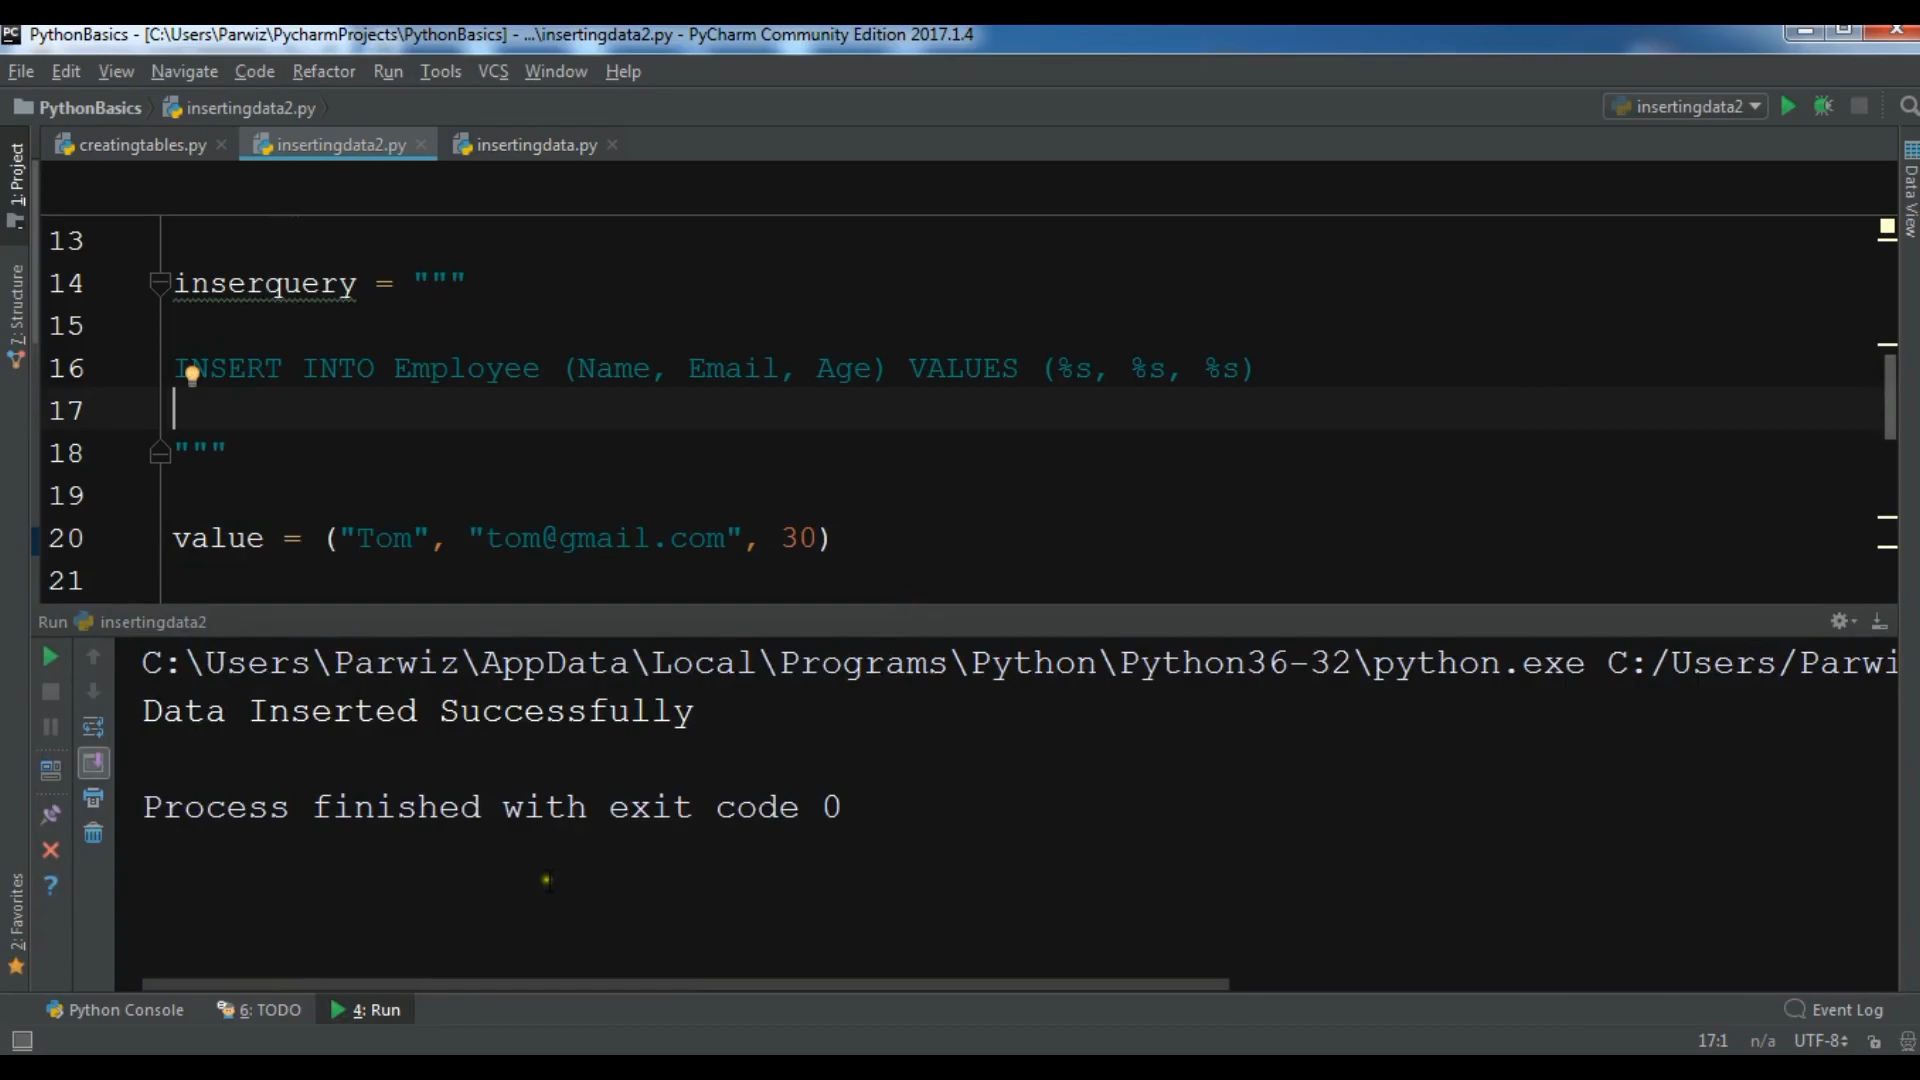 PythonBasics - [C:\Users\Parwiz\PycharmProjects\PythonBasics] - ...\insertingdata2.py - PyCharm Community Edition 2017.1.4
File Edit View Navigate Code Refactor Run Tools VCS Window Help
PythonBasics insertingdata2.py insertingdata2
creatingtables.py insertingdata2.py insertingdata.py
1: Project
7: Structure
2: Favorites
Data View
13
14 inserquery = """
15
16 INSERT INTO Employee (Name, Email, Age) VALUES (%s, %s, %s)
17
18 """
19
20 value = ("Tom", "tom@gmail.com", 30)
21
Run insertingdata2
C:\Users\Parwiz\AppData\Local\Programs\Python\Python36-32\python.exe C:/Users/Parwi
Data Inserted Successfully
Process finished with exit code 0
Python Console 6: TODO 4: Run Event Log
17:1 n/a UTF-8